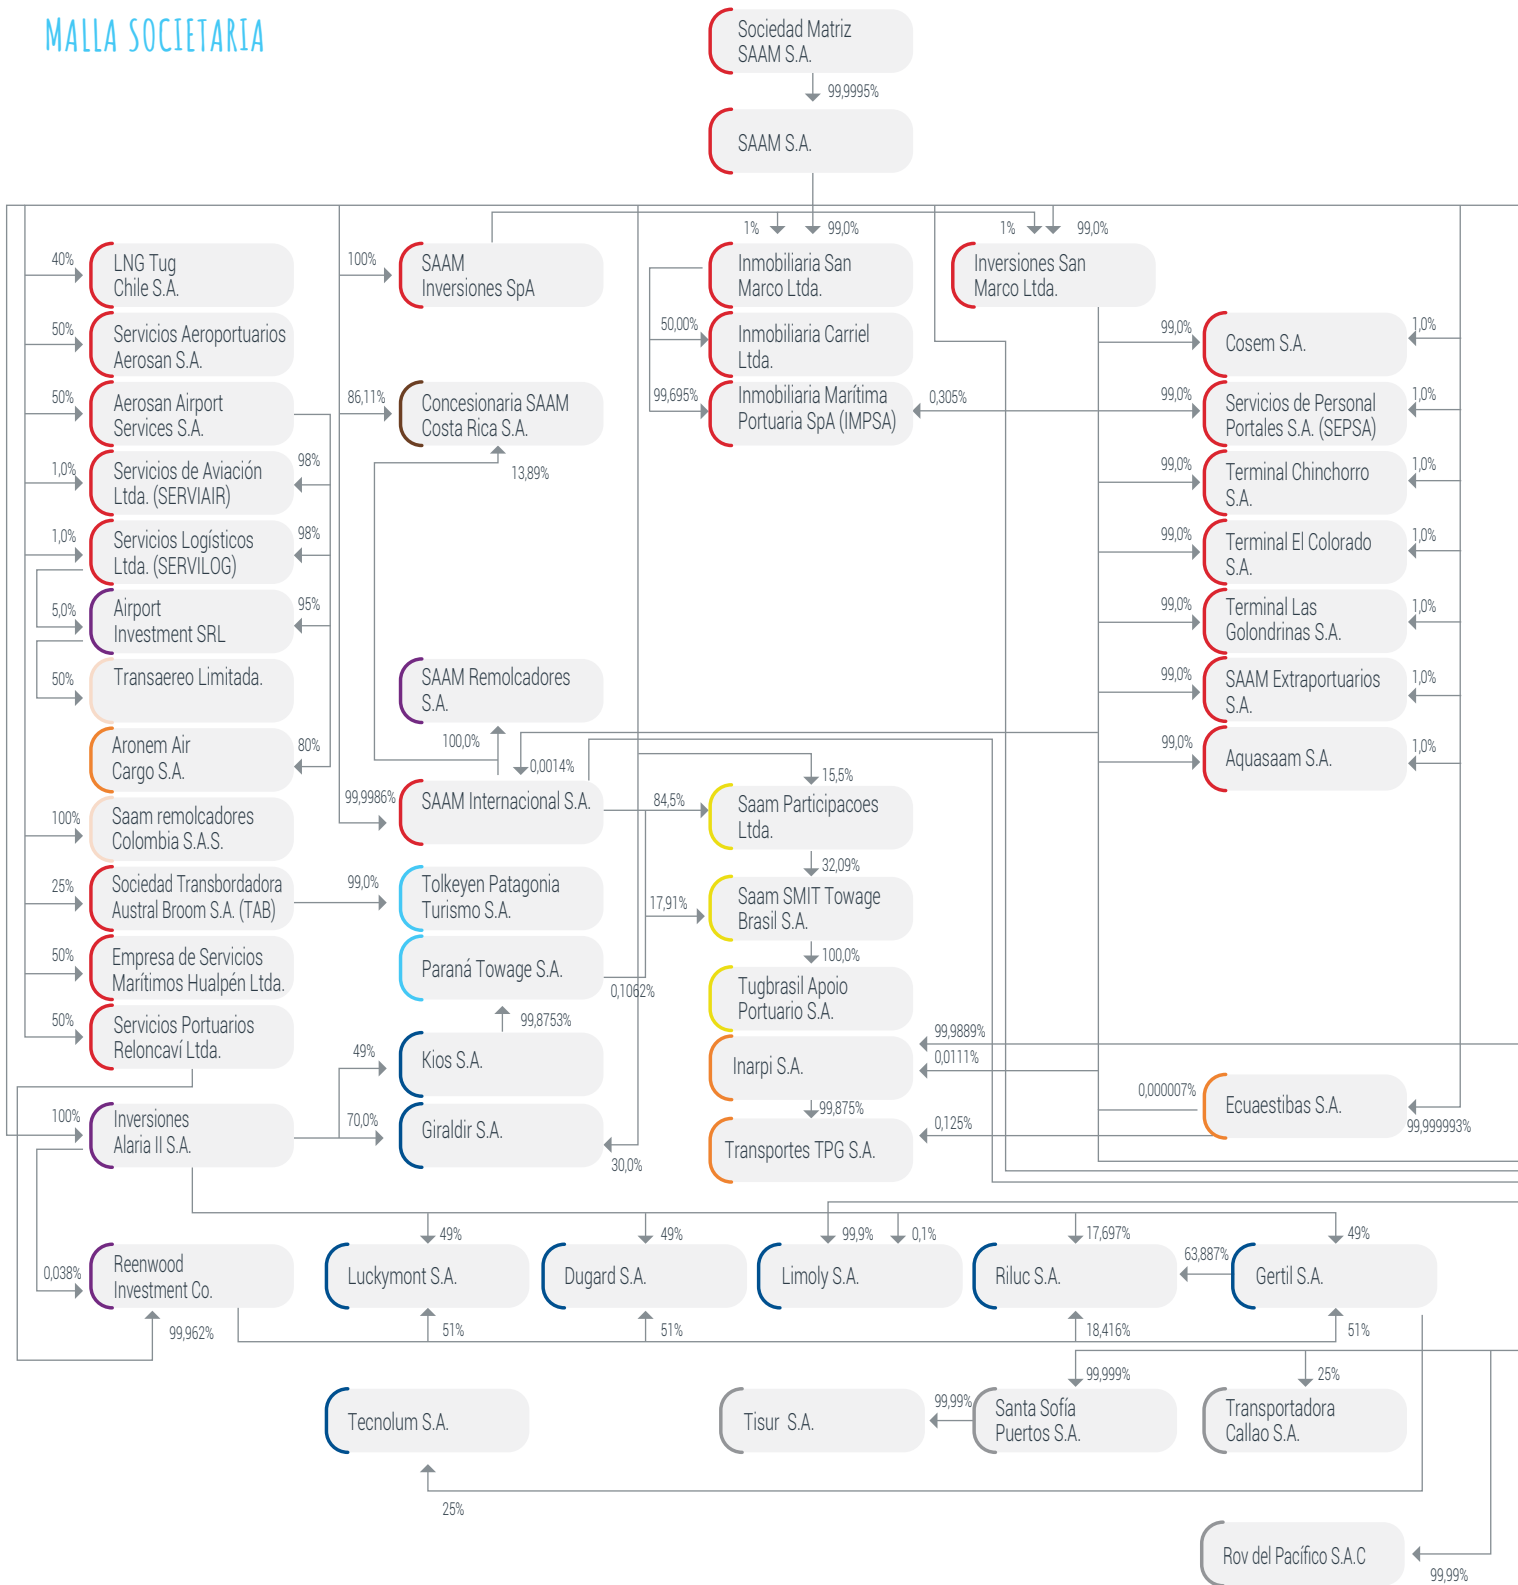 MALLA SOCIETARIA
Sociedad Matriz
SAAM S.A.
99,9995%
SAAM S.A.
1%
99,0%
1%
99,0%
40%
LNG Tug
Chile S.A.
100%
SAAM
Inversiones SpA
Inmobiliaria San
Marco Ltda.
Inversiones San
Marco Ltda.
50%
Servicios Aeroportuarios
Aerosan S.A.
50,00%
Inmobiliaria Carriel
Ltda.
99,0%
Cosem S.A.
1,0%
50%
Aerosan Airport
Services S.A.
86,11%
Concesionaria SAAM
Costa Rica S.A.
13,89%
99,695%
Inmobiliaria Marítima
Portuaria SpA (IMPSA)
0,305%
99,0%
Servicios de Personal
Portales S.A. (SEPSA)
1,0%
1,0%
Servicios de Aviación
Ltda. (SERVIAIR)
98%
99,0%
Terminal Chinchorro
S.A.
1,0%
1,0%
Servicios Logísticos
Ltda. (SERVILOG)
98%
99,0%
Terminal El Colorado
S.A.
1,0%
5,0%
Airport
Investment SRL
95%
99,0%
Terminal Las
Golondrinas S.A.
1,0%
50%
Transaereo Limitada.
SAAM Remolcadores
S.A.
99,0%
SAAM Extraportuarios
S.A.
1,0%
Aronem Air
Cargo S.A.
80%
100,0%
0,0014%
15,5%
99,0%
Aquasaam S.A.
1,0%
99,9986%
SAAM Internacional S.A.
84,5%
Saam Participacoes
Ltda.
100%
Saam remolcadores
Colombia S.A.S.
32,09%
25%
Sociedad Transbordadora
Austral Broom S.A. (TAB)
99,0%
Tolkeyen Patagonia
Turismo S.A.
17,91%
Saam SMIT Towage
Brasil S.A.
50%
Empresa de Servicios
Marítimos Hualpén Ltda.
Paraná Towage S.A.
0,1062%
100,0%
Tugbrasil Apoio
Portuario S.A.
50%
Servicios Portuarios
Reloncaví Ltda.
99,8753%
49%
Kios S.A.
Inarpi S.A.
99,9889%
0,0111%
99,875%
100%
Inversiones
Alaria II S.A.
70,0%
Giraldir S.A.
30,0%
Transportes TPG S.A.
0,125%
0,000007%
Ecuaestibas S.A.
99,999993%
49%
49%
99,9%
0,1%
17,697%
63,887%
49%
0,038%
Reenwood
Investment Co.
99,962%
Luckymont S.A.
Dugard S.A.
Limoly S.A.
Riluc S.A.
Gertil S.A.
51%
51%
18,416%
51%
99,999%
25%
Tecnolum S.A.
Tisur S.A.
99,99%
Santa Sofía
Puertos S.A.
Transportadora
Callao S.A.
25%
Rov del Pacífico S.A.C
99,99%